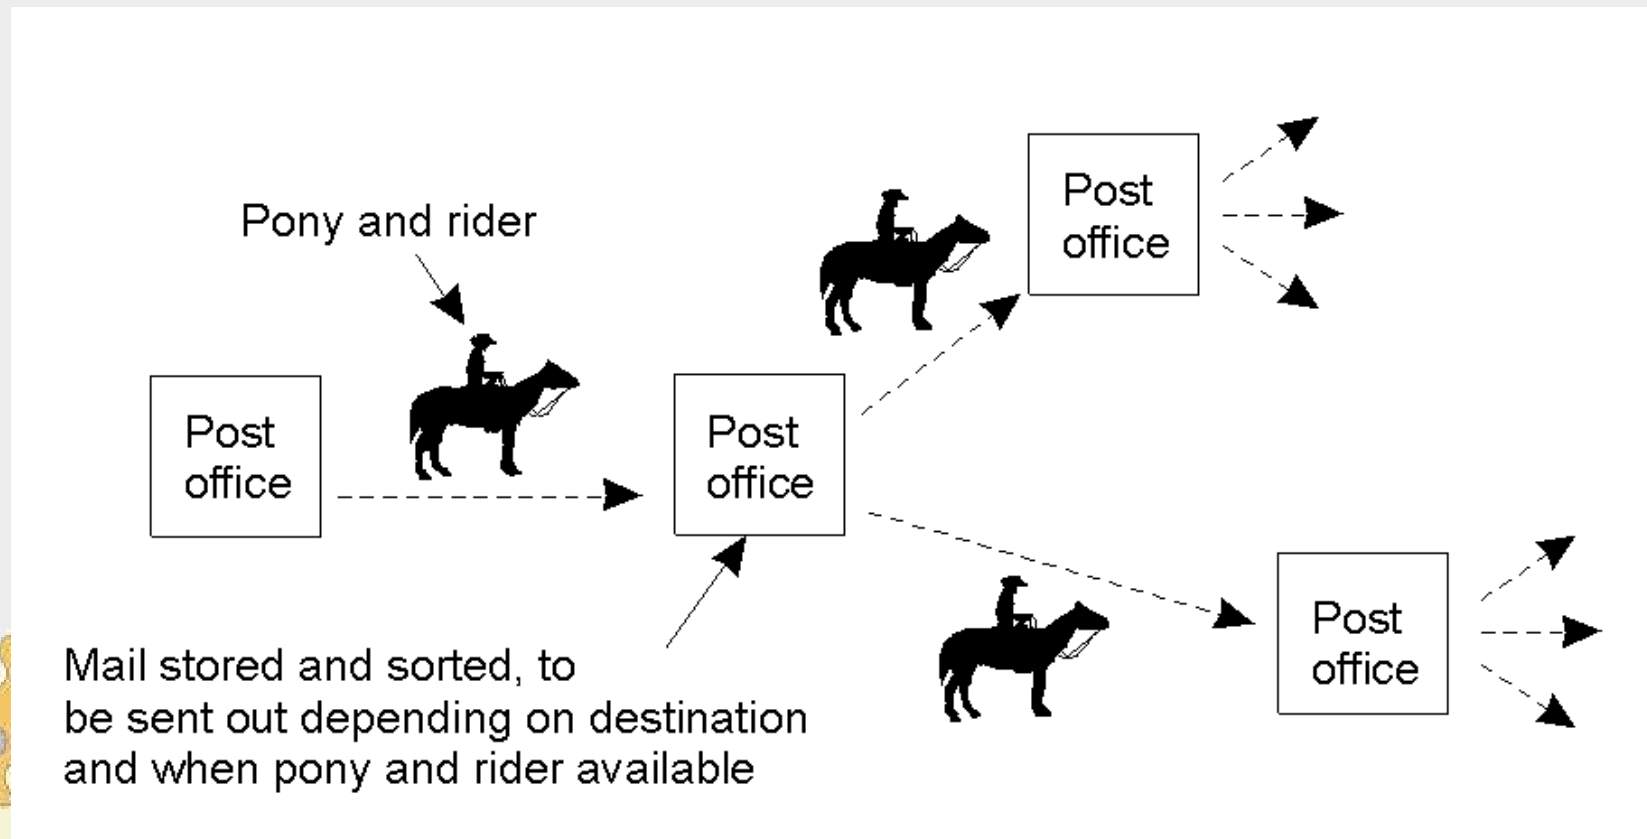 Pony and rider
Post
office
Post
office
Post
office
Post
office
Mail stored and sorted, to
be sent out depending on destination
and when pony and rider available